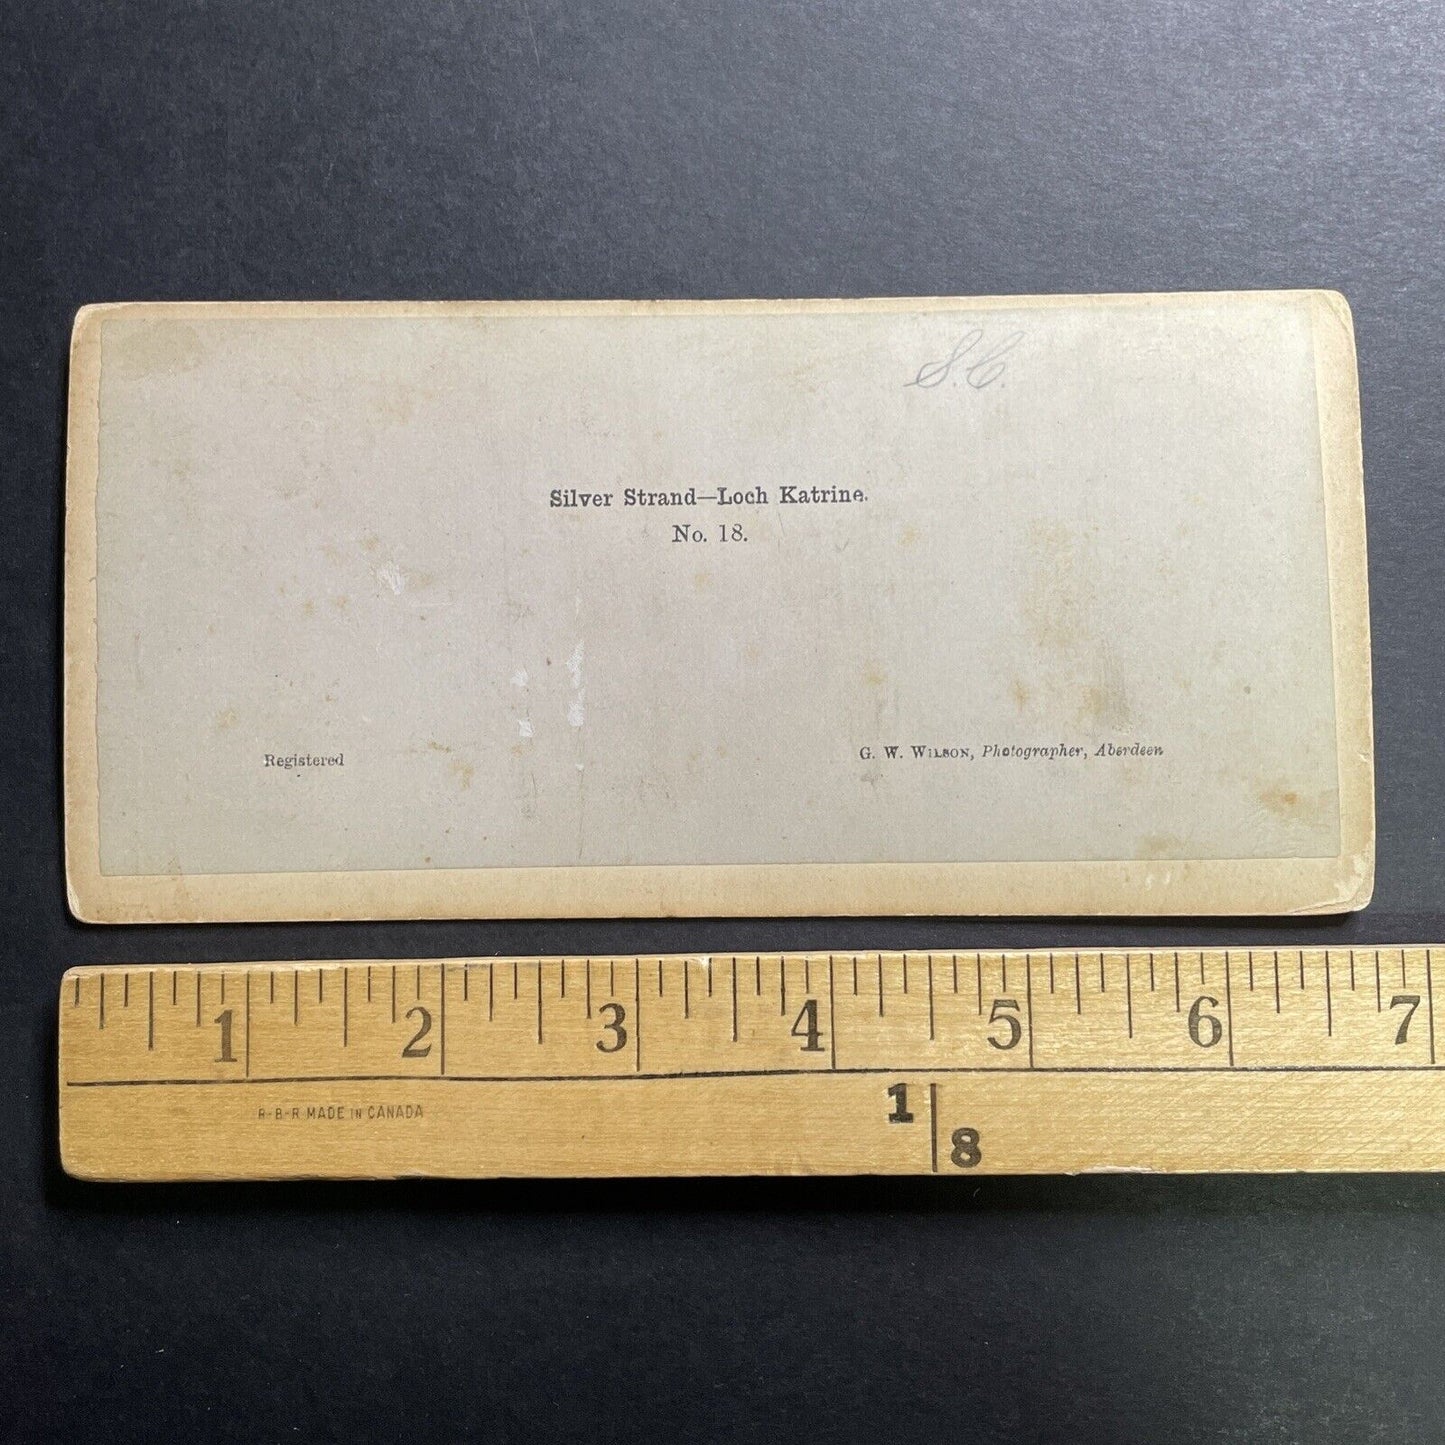 S.C.
Silver Strand—Loch Katrine.
No. 18.
Registered
G. W. WILSON, Photographer, Aberdeen
1 2 3 4 5 6 7
R-B-R MADE IN CANADA
1
8